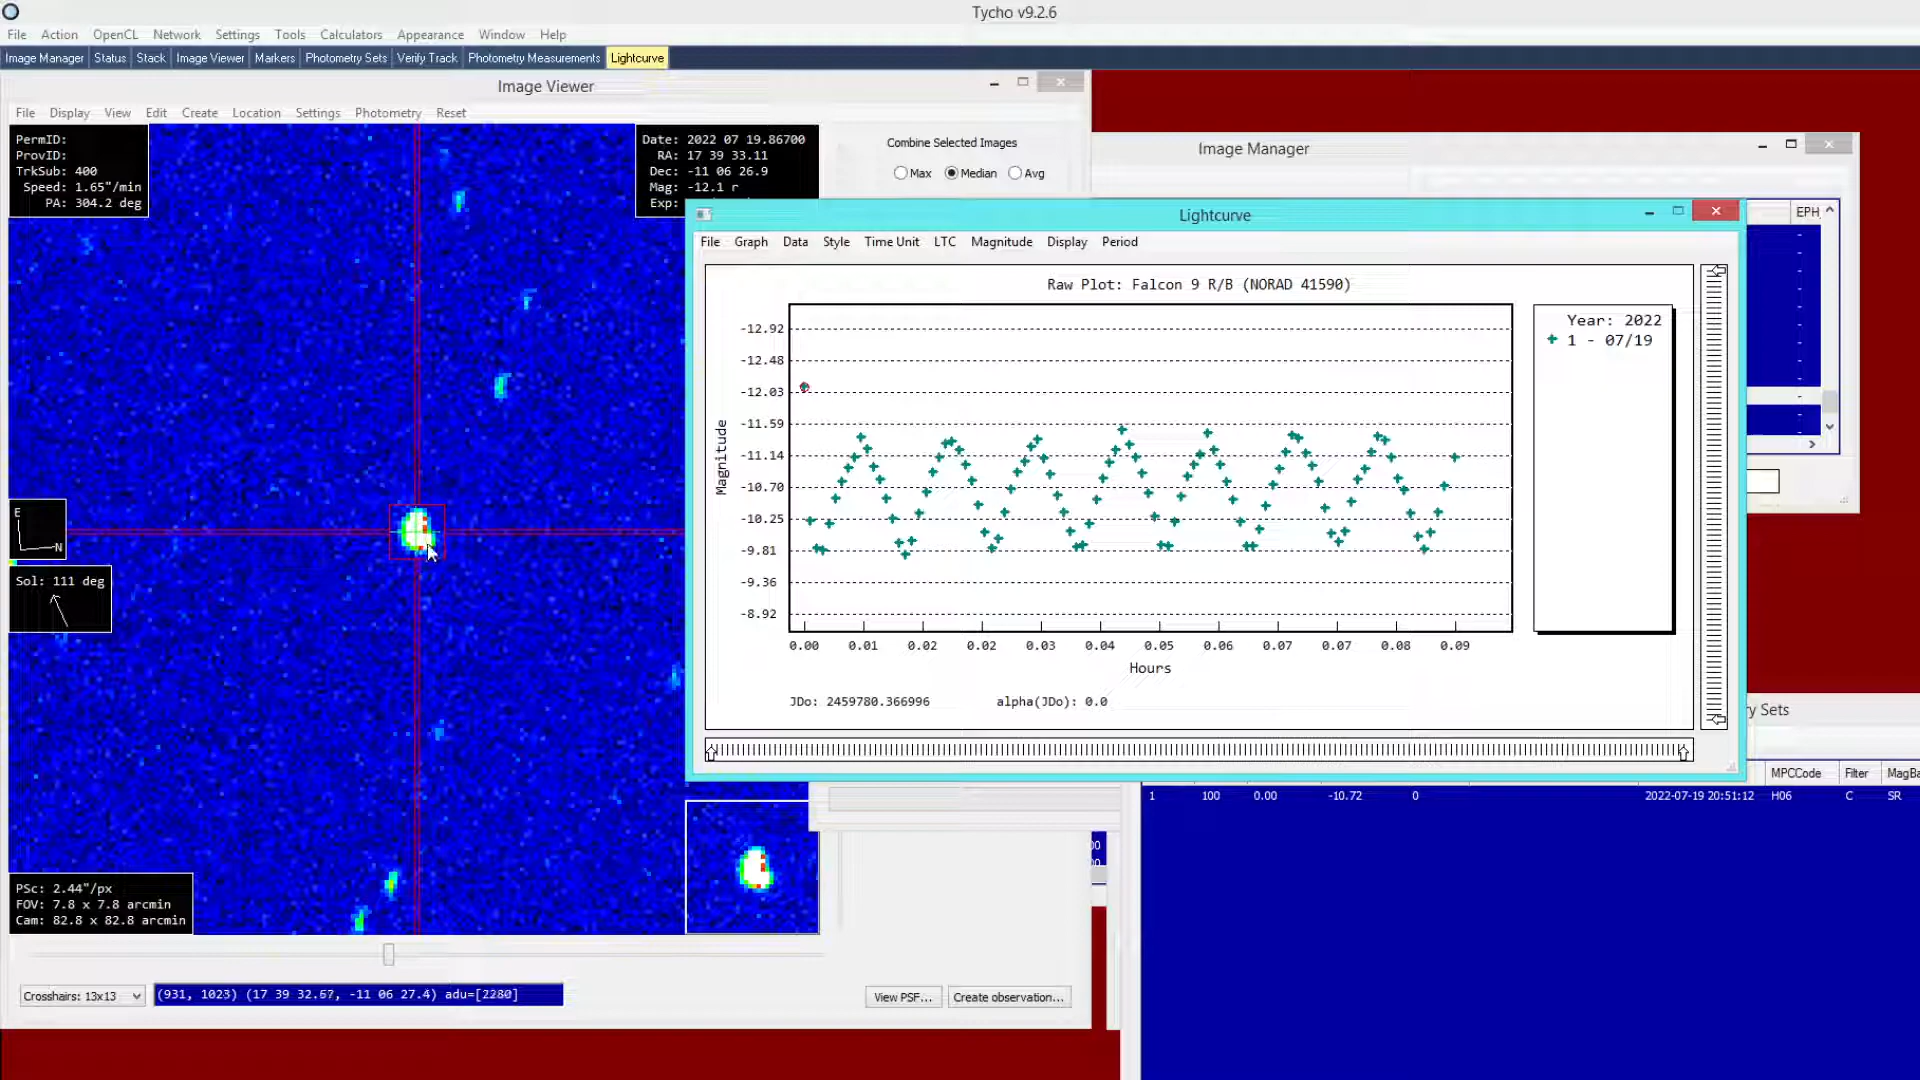 Tycho v9.2.6
File Action OpenCL Network Settings Tools Calculators Appearance Window Help
Image Manager Status Stack Image Viewer Markers Photometry Sets Verify Track Photometry Measurements Lightcurve
Image Viewer
File Display View Edit Create Location Settings Photometry Reset
PermID:
ProvID:
TrkSub: 400
Speed: 1.65"/min
PA: 304.2 deg
Date: 2022 07 19.86700
RA: 17 39 33.11
Dec: -11 06 26.9
Mag: -12.1 r
Exp:
Combine Selected Images
Max Median Avg
Image Manager
EPH
Lightcurve
File Graph Data Style Time Unit LTC Magnitude Display Period
Raw Plot: Falcon 9 R/B (NORAD 41590)
-12.92
-12.48
-12.03
-11.59
-11.14
-10.70
-10.25
-9.81
-9.36
-8.92
Magnitude
0.00 0.01 0.02 0.02 0.03 0.04 0.05 0.06 0.07 0.07 0.08 0.09
Hours
JDo: 2459780.366996 alpha(JDo): 0.0
Year: 2022
1 - 07/19
E
N
Sol: 111 deg
y Sets
MPCCode Filter MagBa
1 100 0.00 -10.72 0 2022-07-19 20:51:12 H06 C SR
00
00
PSc: 2.44"/px
FOV: 7.8 x 7.8 arcmin
Cam: 82.8 x 82.8 arcmin
Crosshairs: 13x13
(931, 1023) (17 39 32.67, -11 06 27.4) adu=[2280]
View PSF... Create observation...